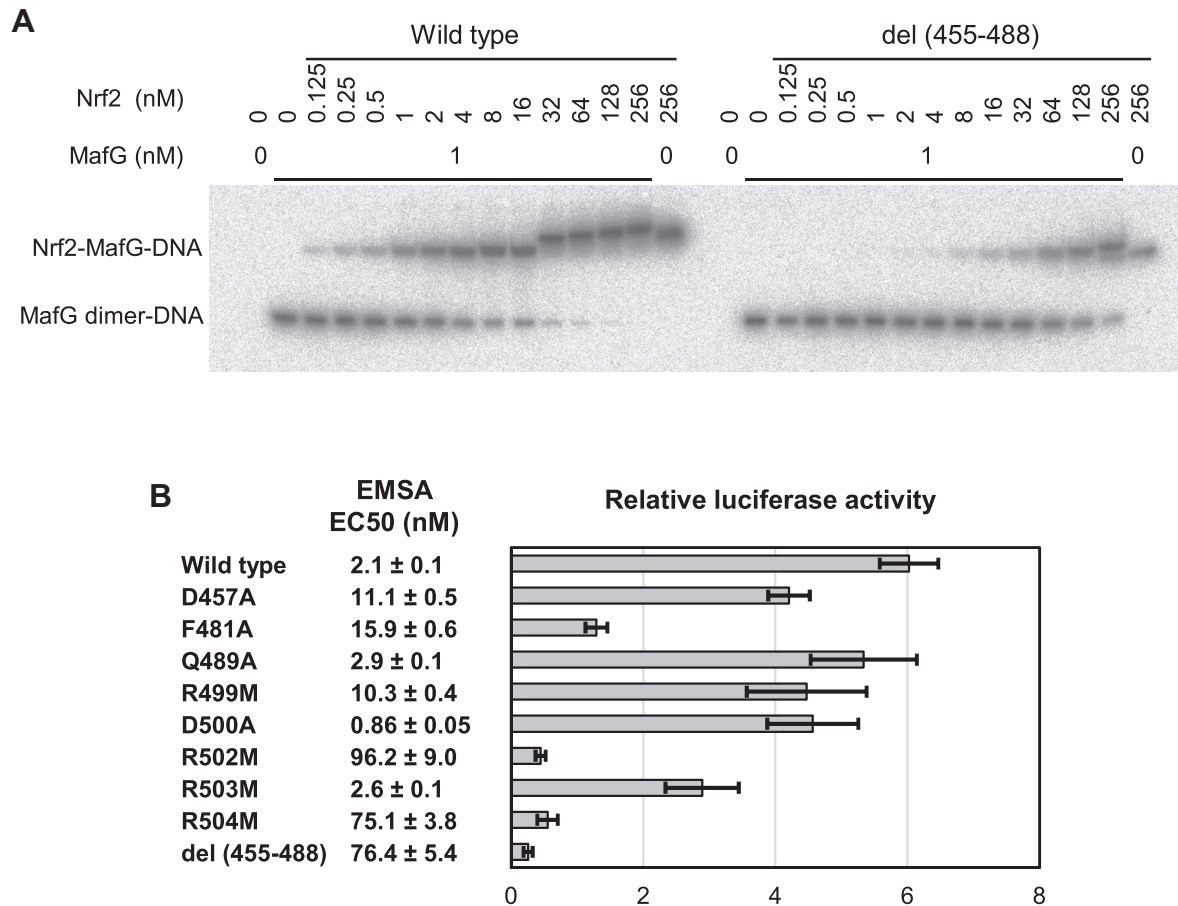 A
Wild type del (455-488)
Nrf2 (nM) 0 0 0.125 0.25 0.5 1 2 4 8 16 32 64 128 256 256 0 0 0.125 0.25 0.5 1 2 4 8 16 32 64 128 256 256
MafG (nM) 0 1 0 0 1 0
Nrf2-MafG-DNA
MafG dimer-DNA
B
EMSA
EC50 (nM)
Relative luciferase activity
Wild type 2.1 ± 0.1
D457A 11.1 ± 0.5
F481A 15.9 ± 0.6
Q489A 2.9 ± 0.1
R499M 10.3 ± 0.4
D500A 0.86 ± 0.05
R502M 96.2 ± 9.0
R503M 2.6 ± 0.1
R504M 75.1 ± 3.8
del (455-488) 76.4 ± 5.4
0 2 4 6 8